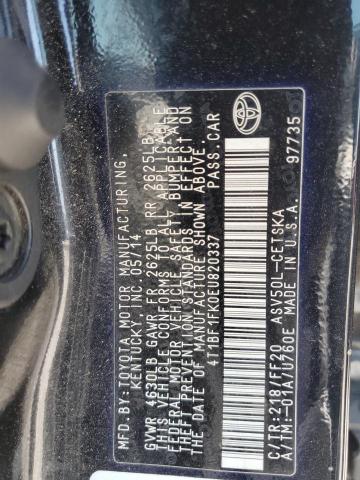 MFD. BY: TOYOTA MOTOR MANUFACTURING,
KENTUCKY, INC. 05/14
GVWR 4630LB GAWR FR 2625LB RR 2625LB
THIS VEHICLE CONFORMS TO ALL APPLICABLE
FEDERAL MOTOR VEHICLE SAFETY, BUMPER, AND
THEFT PREVENTION STANDARDS IN EFFECT ON
THE DATE OF MANUFACTURE SHOWN ABOVE.
4T1BF1FK0EU820337 PASS.CAR
C/TR:218/FF20 ASV50L-CETSKA
A/TM:-01A/U760E MADE IN U.S.A.
97735